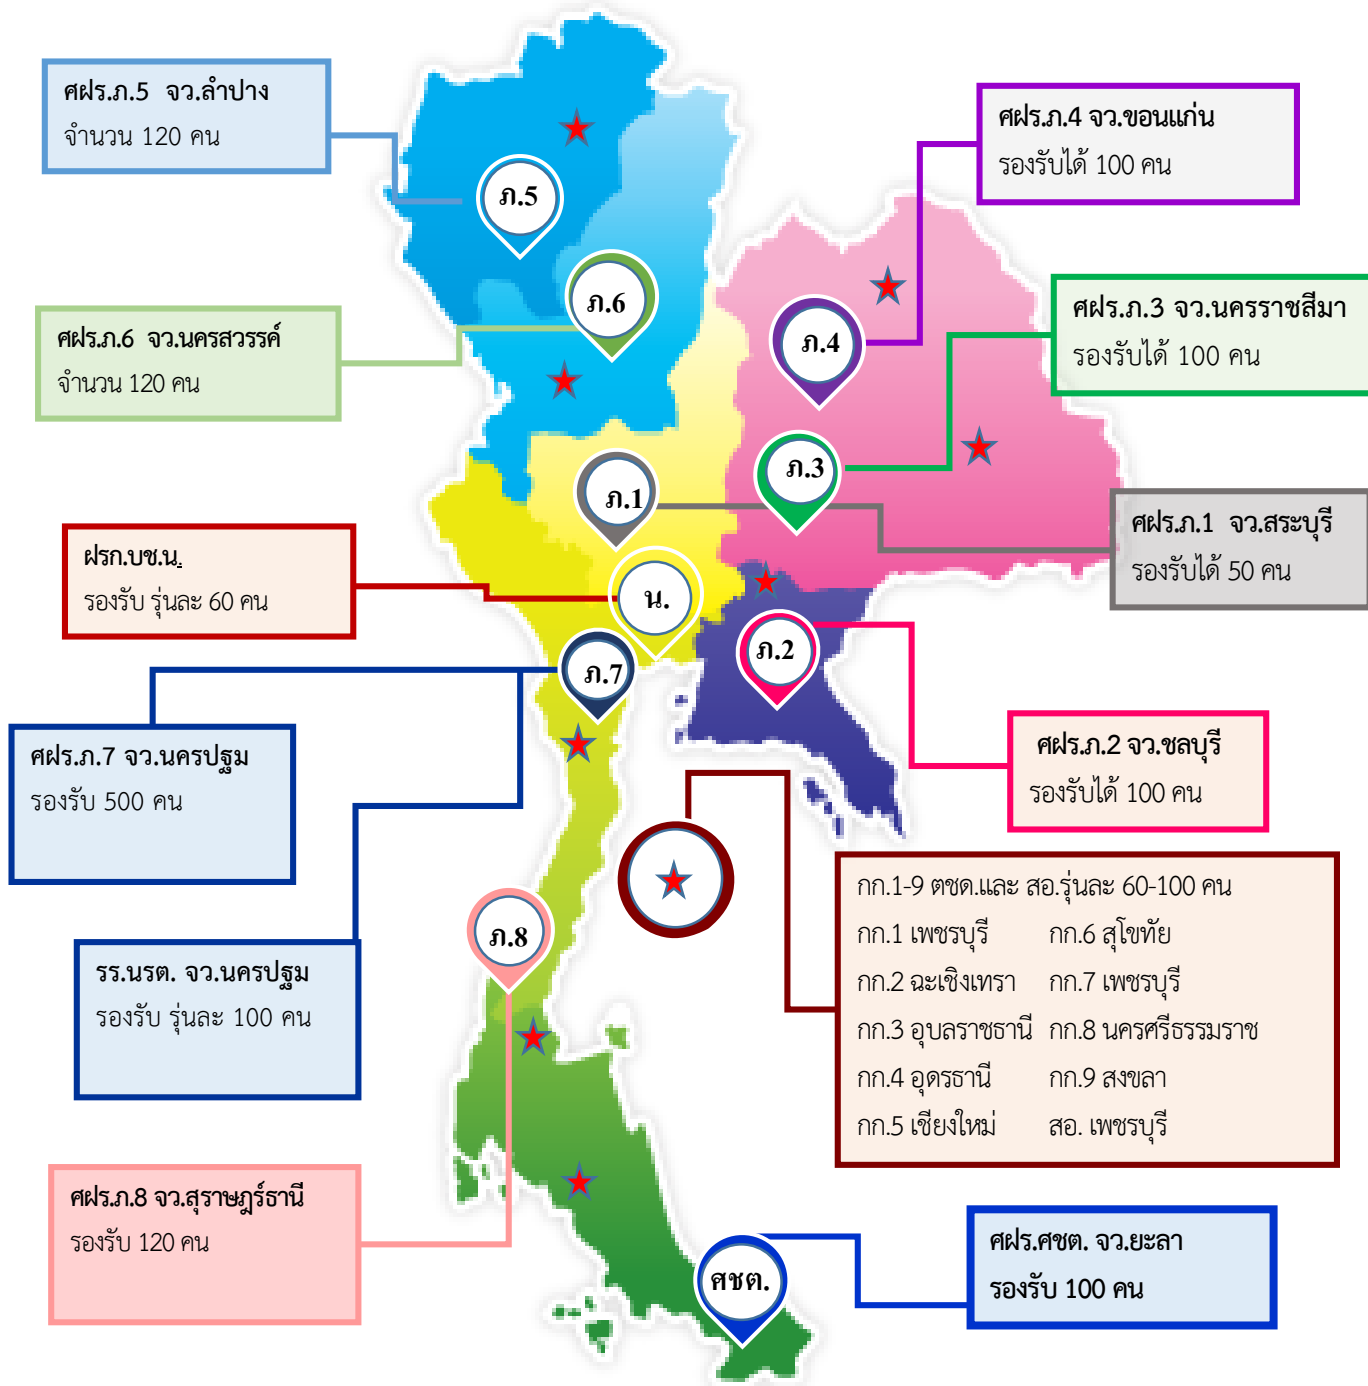 ศฝร.ภ.5 จว.ลำปาง
จำนวน 120 คน
ศฝร.ภ.4 จว.ขอนแก่น
รองรับได้ 100 คน
ภ.5
ศฝร.ภ.6 จว.นครสวรรค์
จำนวน 120 คน
ภ.6
ภ.4
ศฝร.ภ.3 จว.นครราชสีมา
รองรับได้ 100 คน
ภ.3
ภ.1
ศฝร.ภ.1 จว.สระบุรี
รองรับได้ 50 คน
ฝรก.บช.น.
รองรับ รุ่นละ 60 คน
น.
ภ.2
ภ.7
ศฝร.ภ.7 จว.นครปฐม
รองรับ 500 คน
ศฝร.ภ.2 จว.ชลบุรี
รองรับได้ 100 คน
กก.1-9 ตชด.และ สอ.รุ่นละ 60-100 คน
กก.1 เพชรบุรี กก.6 สุโขทัย
กก.2 ฉะเชิงเทรา กก.7 เพชรบุรี
กก.3 อุบลราชธานี กก.8 นครศรีธรรมราช
กก.4 อุดรธานี กก.9 สงขลา
กก.5 เชียงใหม่ สอ. เพชรบุรี
ภ.8
รร.นรต. จว.นครปฐม
รองรับ รุ่นละ 100 คน
ศฝร.ภ.8 จว.สุราษฎร์ธานี
รองรับ 120 คน
ศชต.
ศฝร.ศชต. จว.ยะลา
รองรับ 100 คน